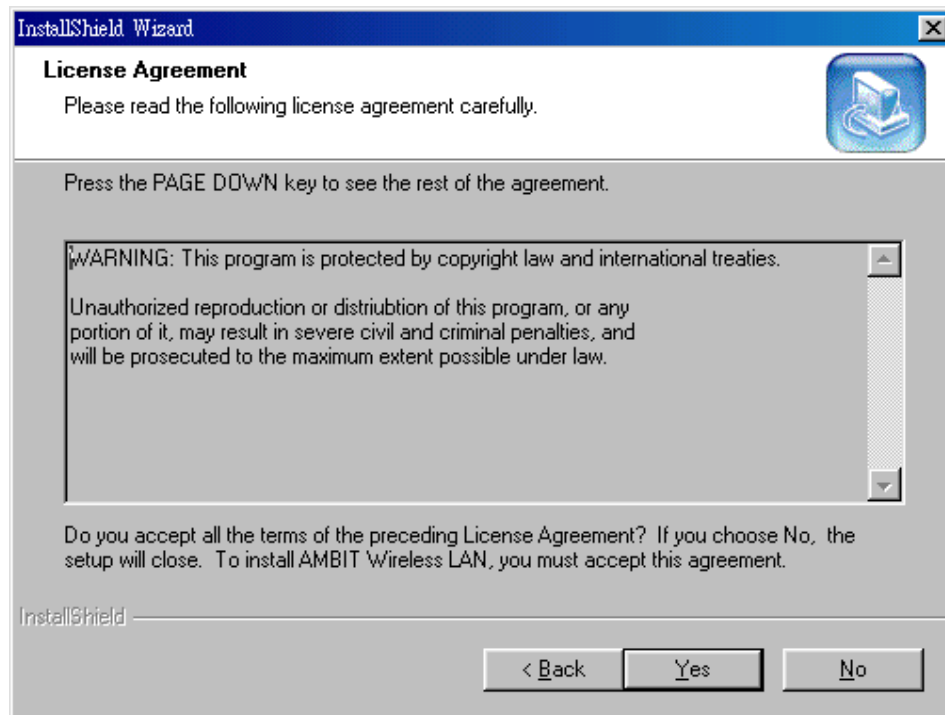 InstallShield Wizard
License Agreement
Please read the following license agreement carefully.
Press the PAGE DOWN key to see the rest of the agreement.
WARNING: This program is protected by copyright law and international treaties.
Unauthorized reproduction or distriubtion of this program, or any
portion of it, may result in severe civil and criminal penalties, and
will be prosecuted to the maximum extent possible under law.
Do you accept all the terms of the preceding License Agreement?  If you choose No,  the
setup will close.  To install AMBIT Wireless LAN, you must accept this agreement.
InstallShield
< Back
Yes
No